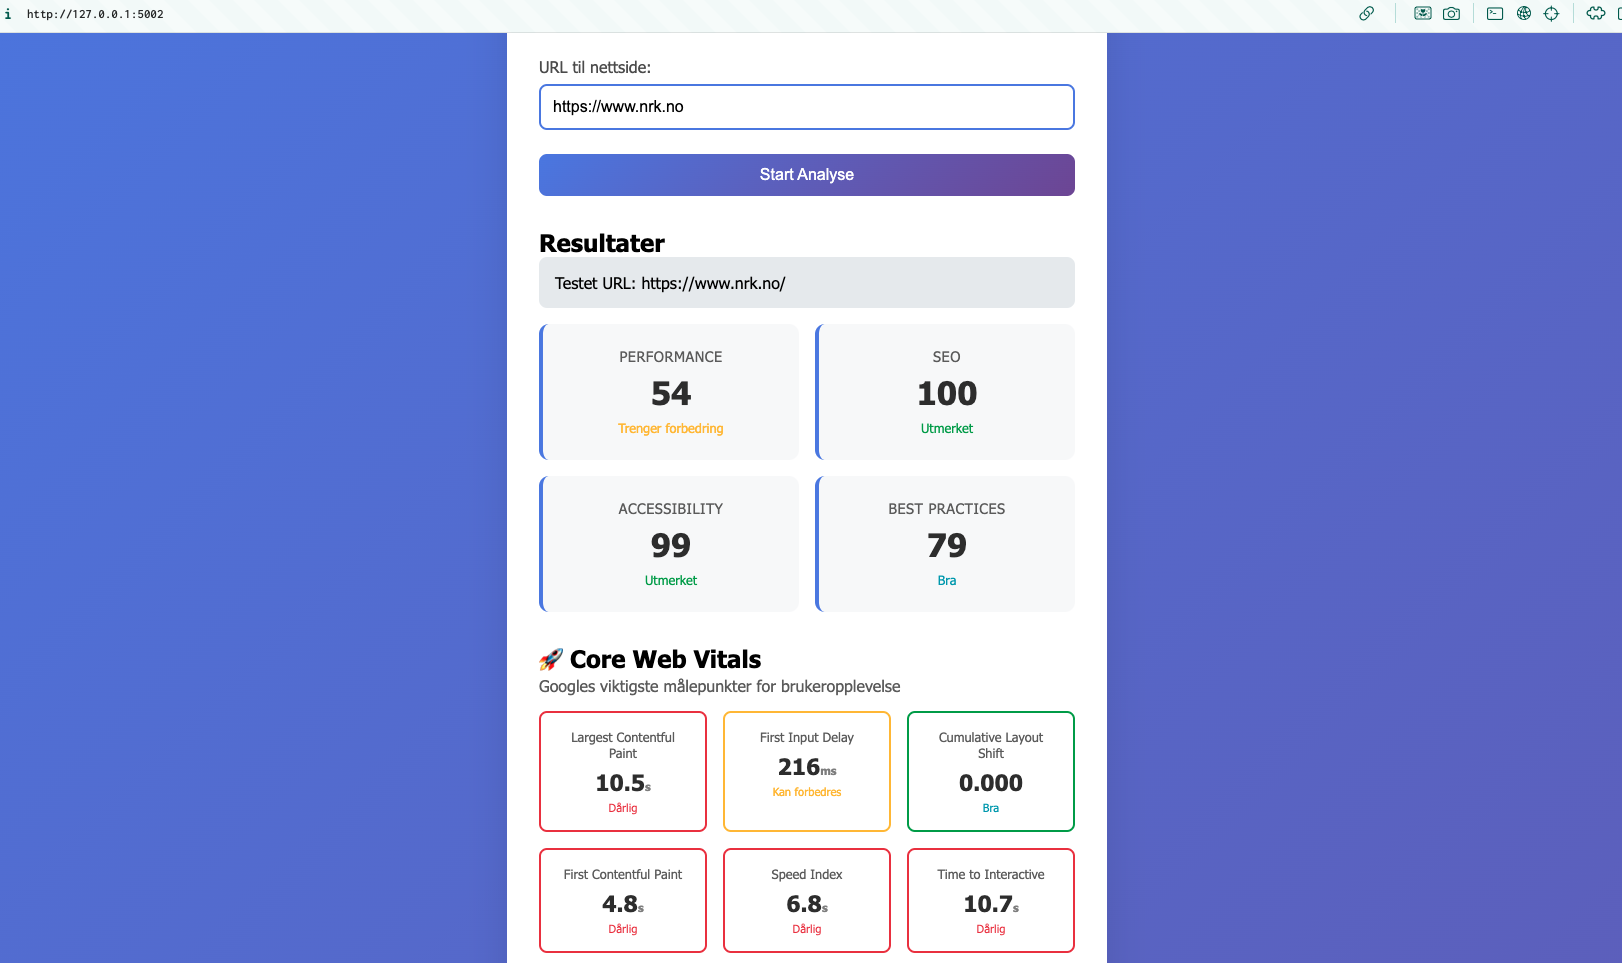 http://127.0.0.1:5002
URL til nettside:
https://www.nrk.no
Start Analyse
Resultater
Testet URL: https://www.nrk.no/
PERFORMANCE
54
Trenger forbedring
SEO
100
Utmerket
ACCESSIBILITY
99
Utmerket
BEST PRACTICES
79
Bra
🚀 Core Web Vitals
Googles viktigste målepunkter for brukeropplevelse
Largest Contentful
Paint
10.5s
Dårlig
First Input Delay
216ms
Kan forbedres
Cumulative Layout
Shift
0.000
Bra
First Contentful Paint
4.8s
Dårlig
Speed Index
6.8s
Dårlig
Time to Interactive
10.7s
Dårlig